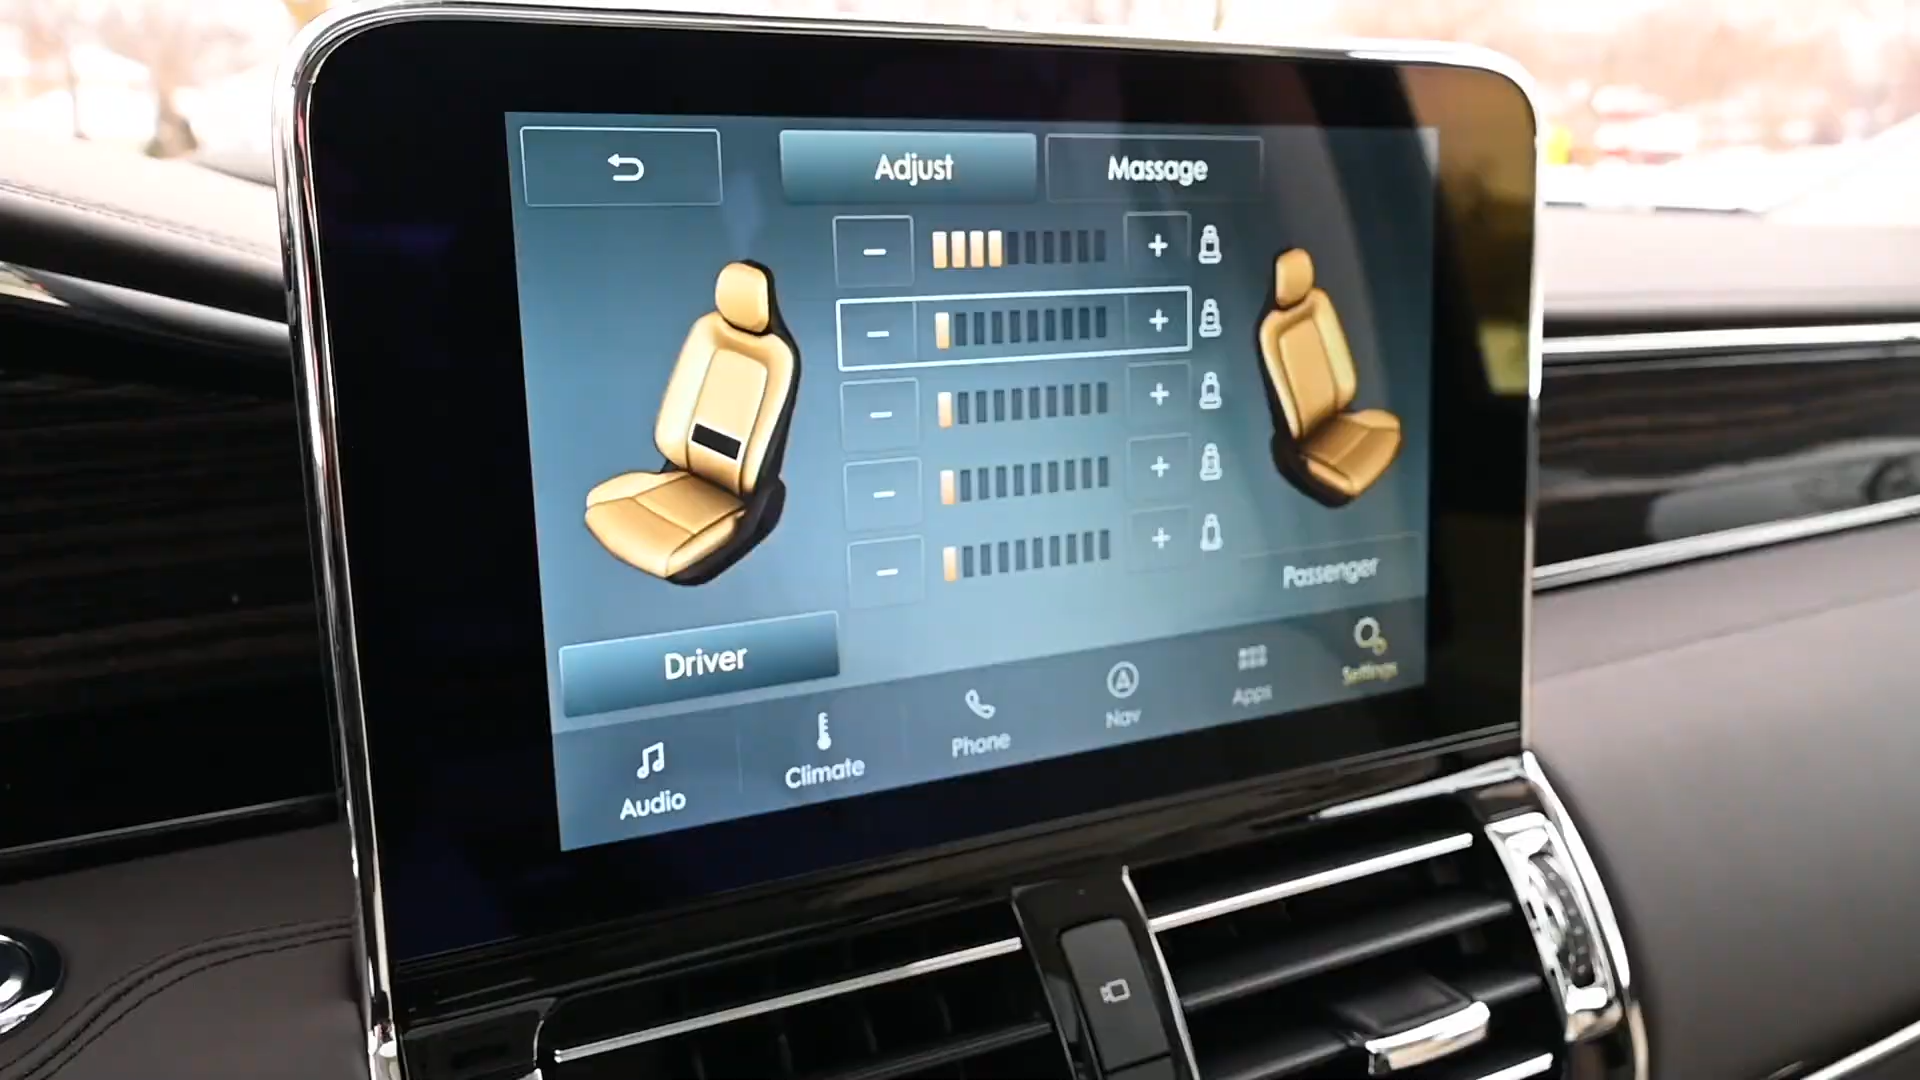 Adjust
Massage
Passenger
Driver
Audio
Climate
Phone
Nav
Apps
Settings